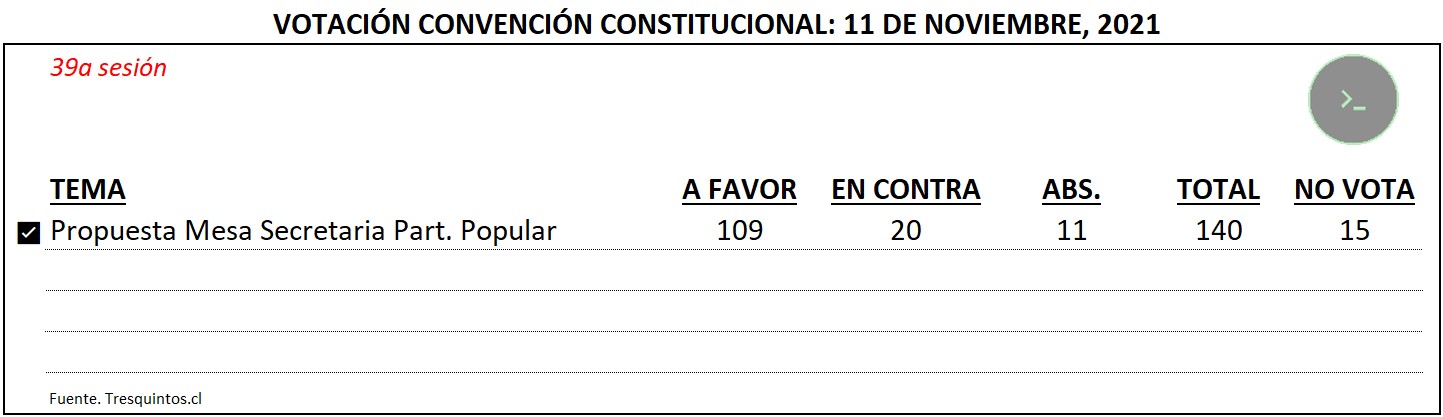 VOTACIÓN CONVENCIÓN CONSTITUCIONAL: 11 DE NOVIEMBRE, 2021
39a sesión
>_
TEMA A FAVOR EN CONTRA ABS. TOTAL NO VOTA
Propuesta Mesa Secretaria Part. Popular 109 20 11 140 15
Fuente. Tresquintos.cl